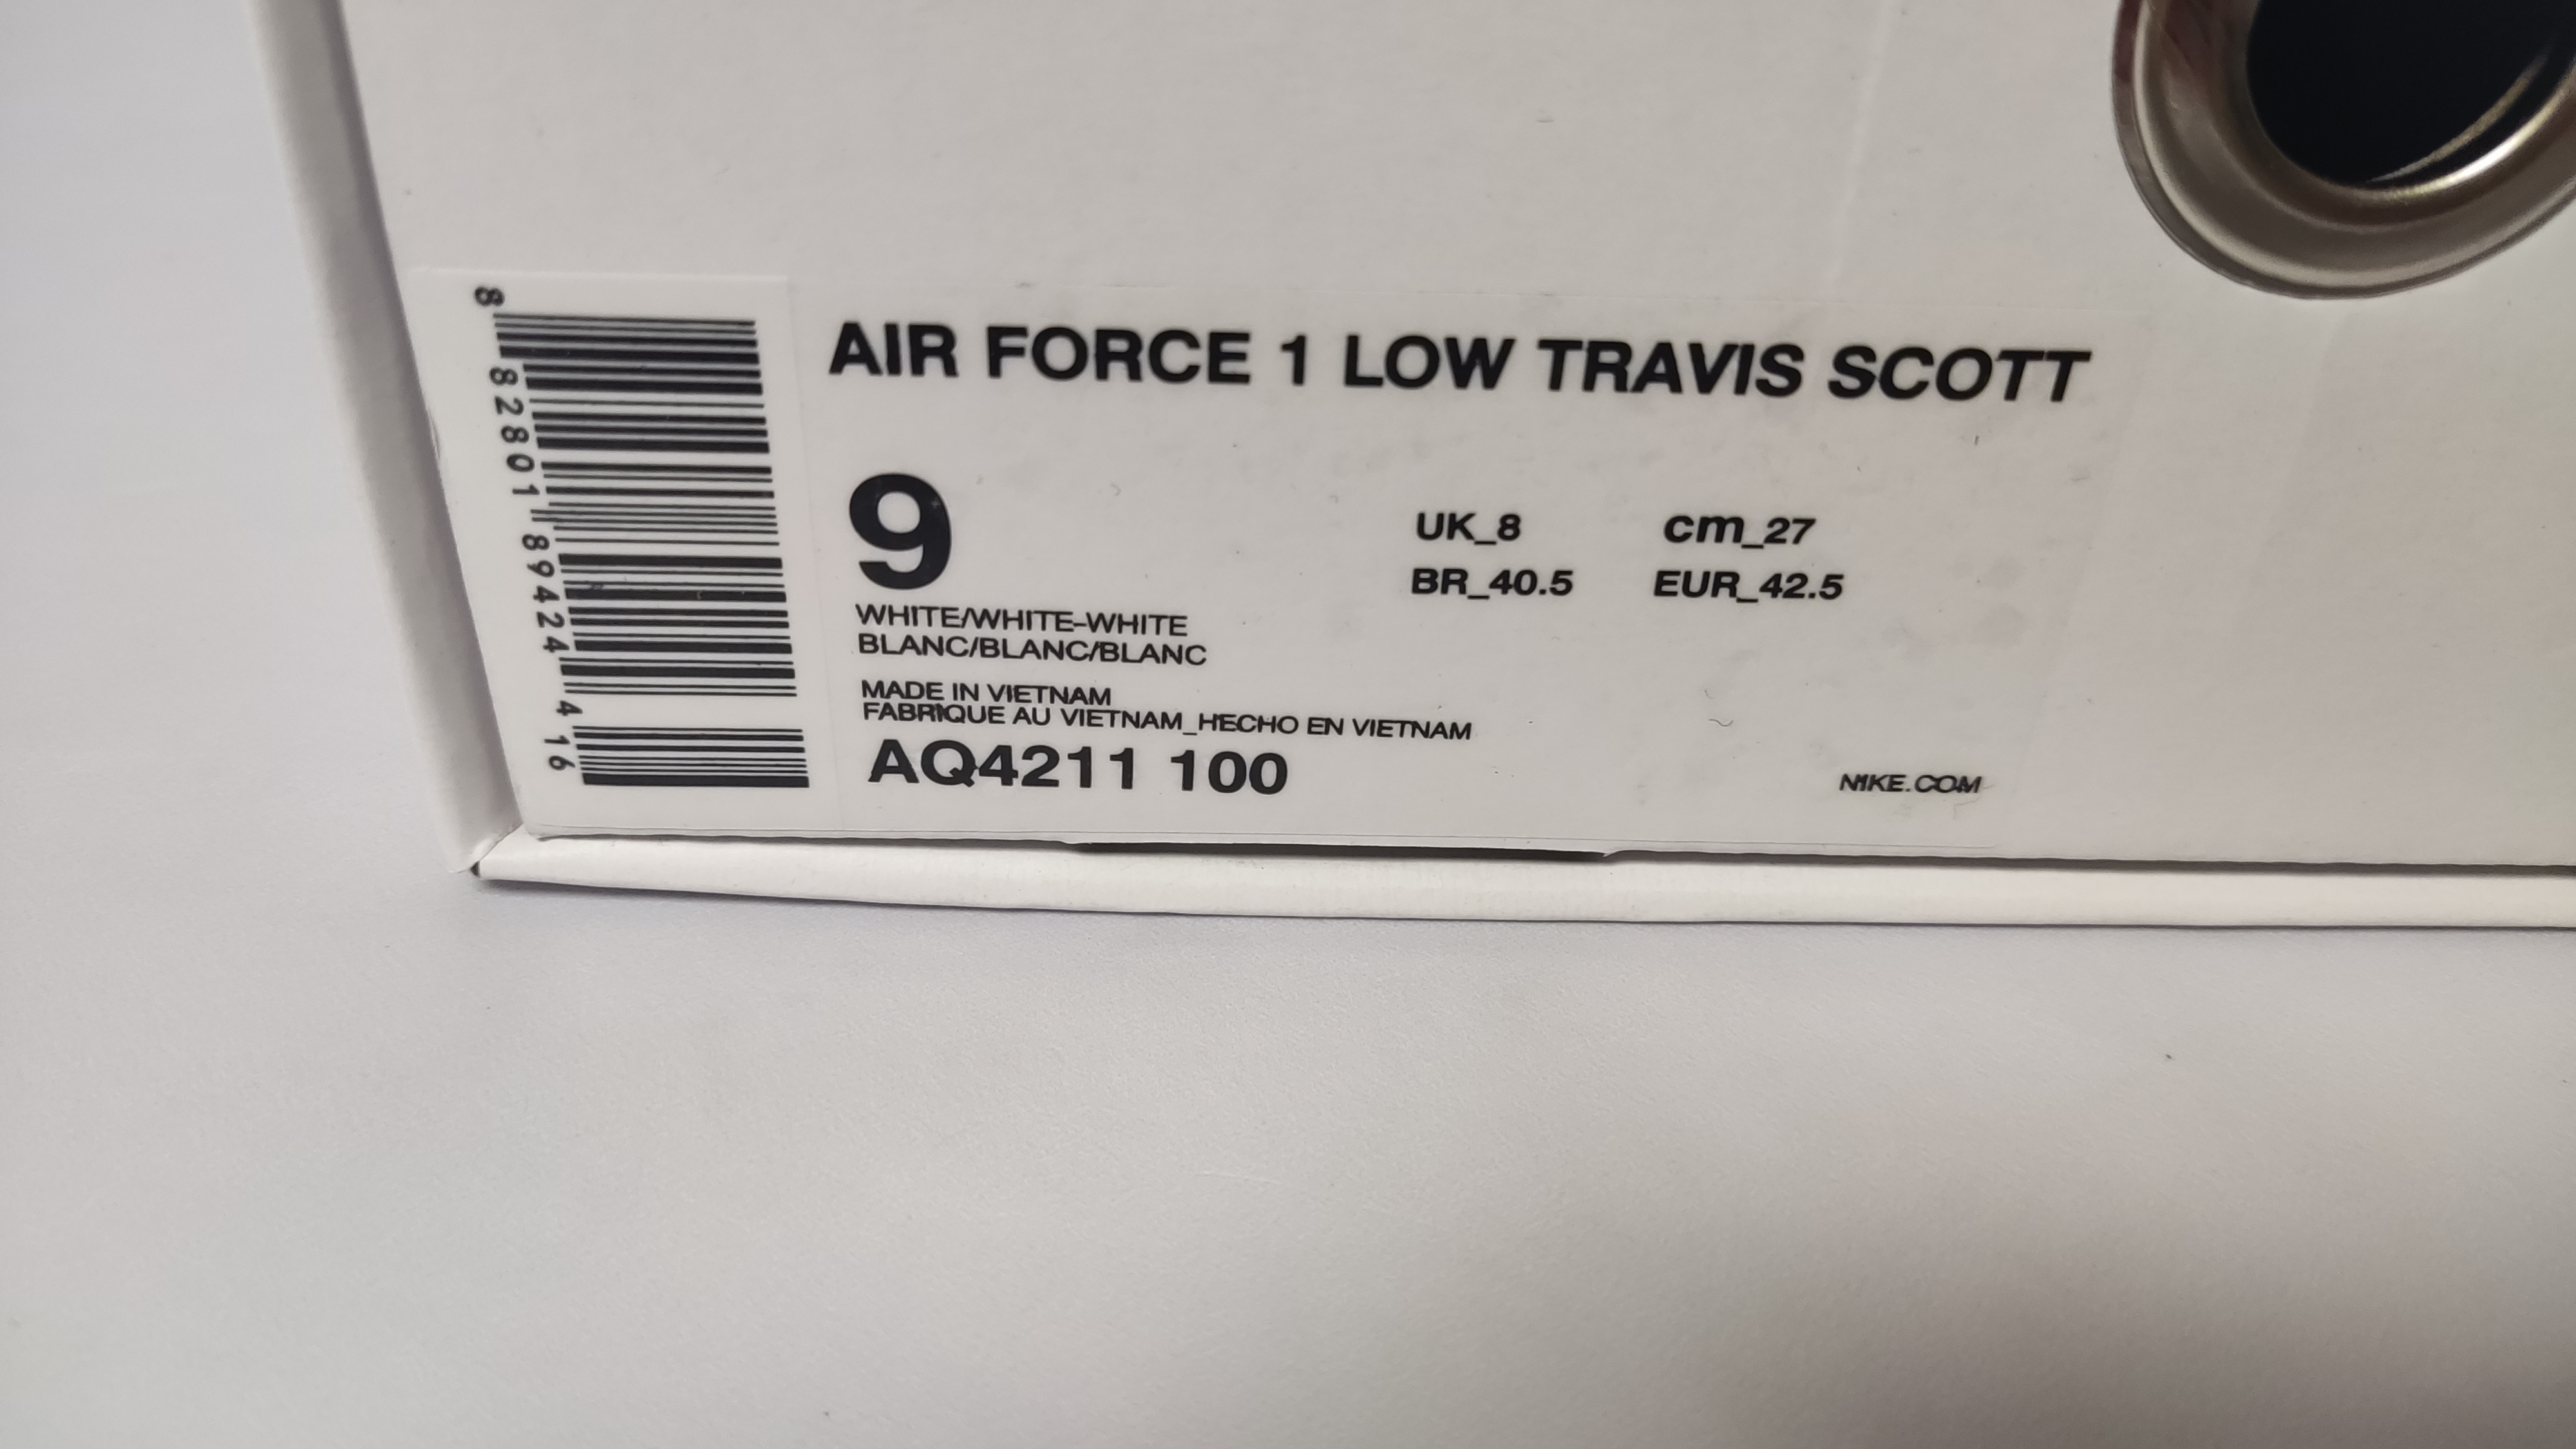 8 82801 89424 4 16
AIR FORCE 1 LOW TRAVIS SCOTT
9
UK_8 cm_27
BR_40.5 EUR_42.5
WHITE/WHITE-WHITE
BLANC/BLANC/BLANC
MADE IN VIETNAM
FABRIQUE AU VIETNAM_HECHO EN VIETNAM
AQ4211 100
NIKE.COM